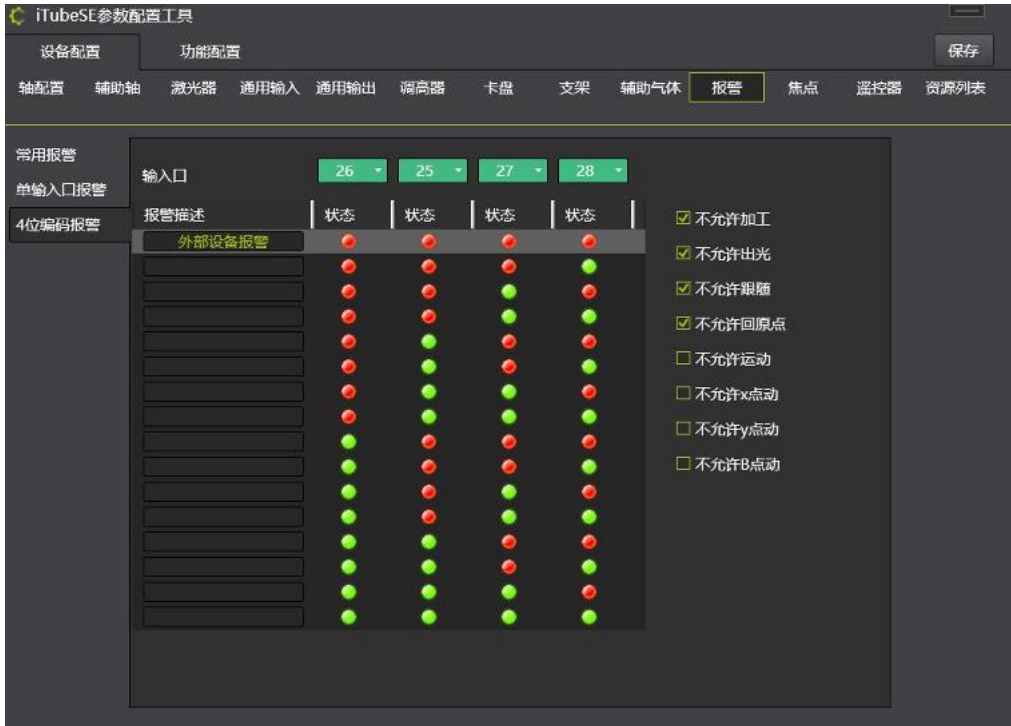 iTubeSE参数配置工具
设备配置 功能配置 保存
轴配置 辅助轴 激光器 通用输入 通用输出 调高器 卡盘 支架 辅助气体 报警 焦点 遥控器 资源列表
常用报警
单输入口报警
4位编码报警
输入口 26 25 27 28
报警描述 状态 状态 状态 状态
外部设备报警
不允许加工
不允许出光
不允许跟随
不允许回原点
不允许运动
不允许x点动
不允许y点动
不允许B点动